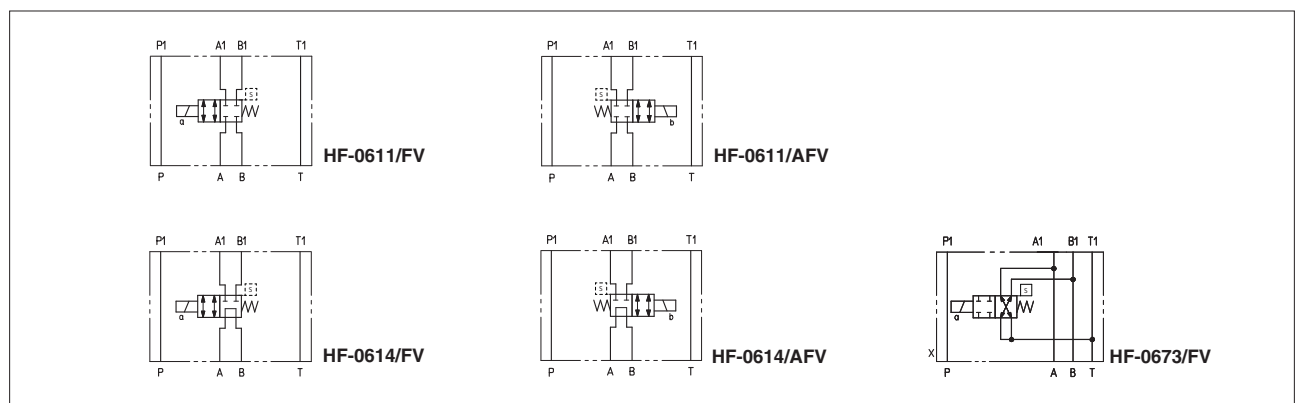 P1 A1 B1 T1
S
a
HF-0611/FV
P A B T
P1 A1 B1 T1
S
b
HF-0611/AFV
P A B T
P1 A1 B1 T1
S
a
HF-0614/FV
P A B T
P1 A1 B1 T1
S
b
HF-0614/AFV
P A B T
P1 A1 B1 T1
S
a
X
HF-0673/FV
P A B T